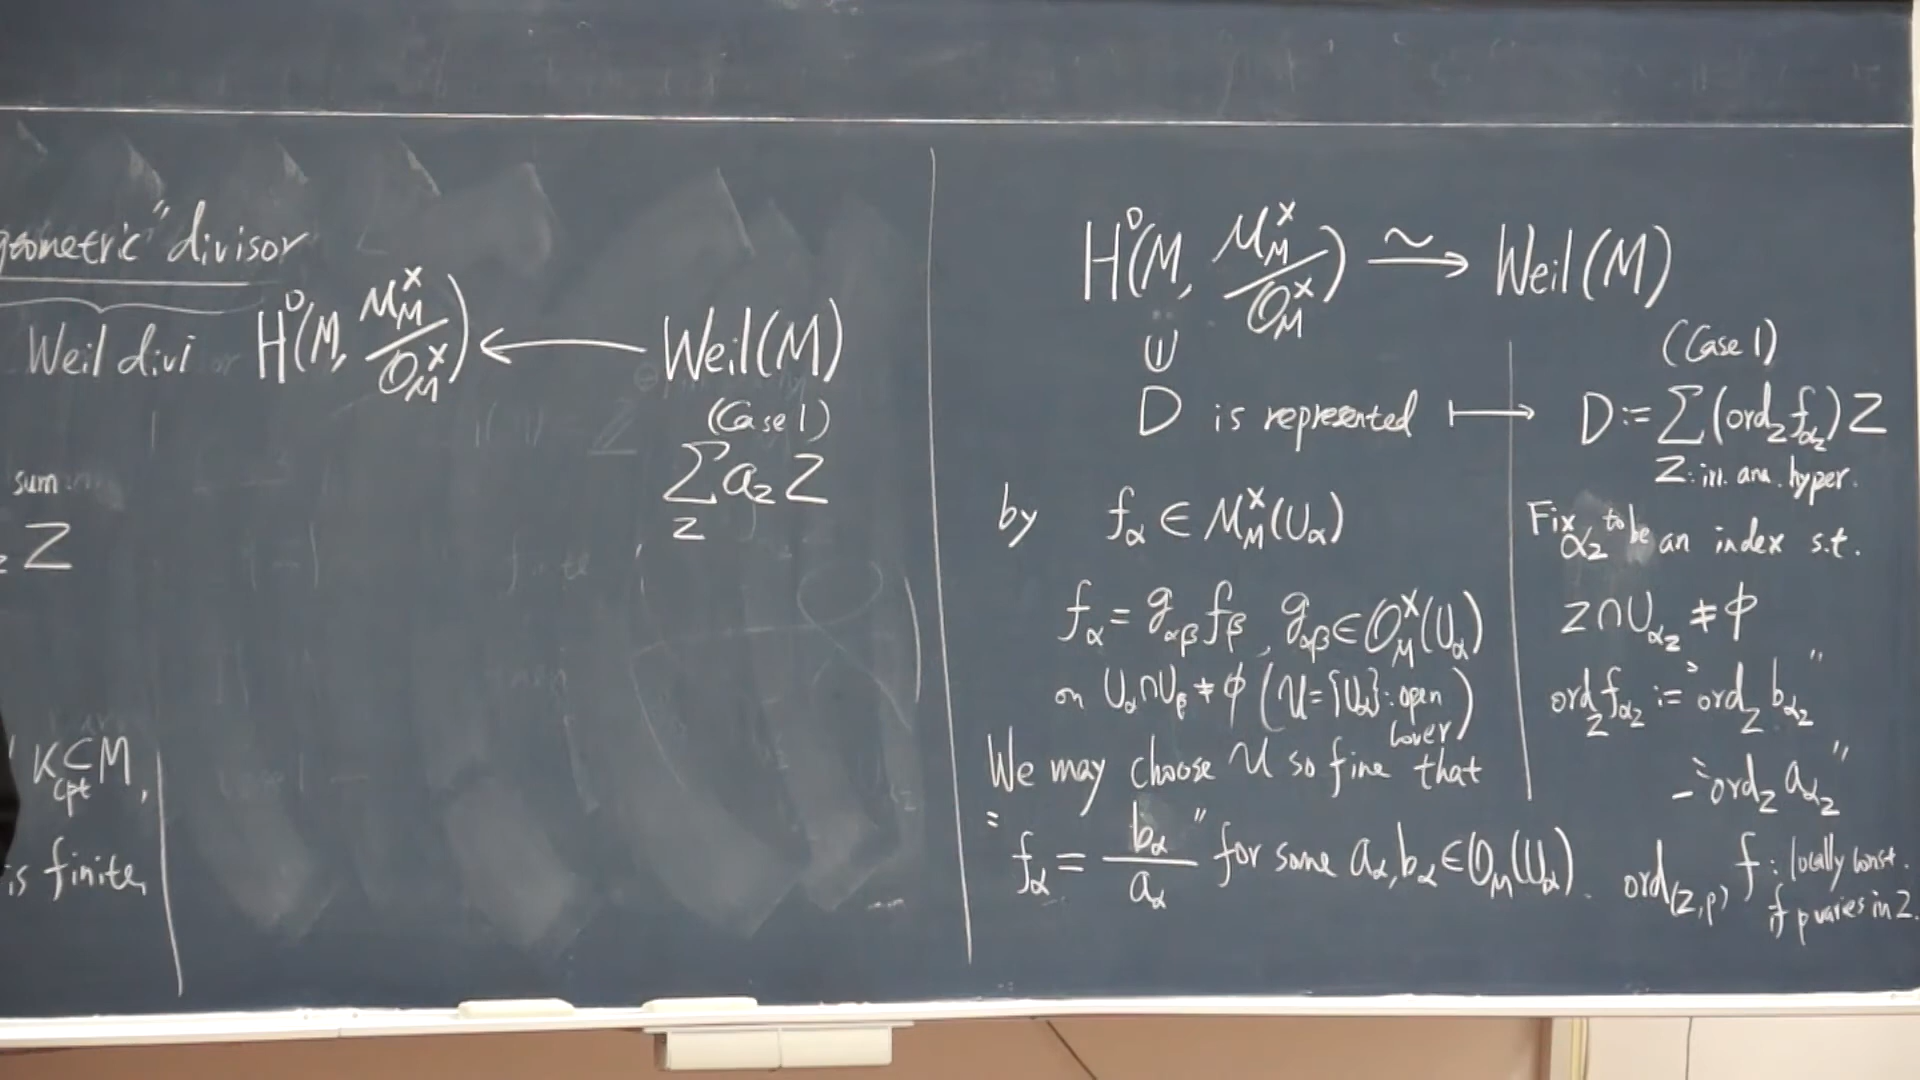 geometric" divisor
Weil divi
sum
Z
K ⊂ M,
cpt
is finite,
H⁰(M, M_M^×/O_M^×) ← Weil(M)
(Case 1)
∑_Z a_Z Z
H⁰(M, M_M^×/O_M^×) ⥲ Weil(M)
(Case 1)
D is represented ↦ D := ∑ (ord_Z f_{α_Z}) Z
Z: irr. ana. hyper.
by f_α ∈ M_M^×(U_α)
f_α = g_{αβ} f_β, g_{αβ} ∈ O_M^×(U_α)
on U_α ∩ U_β ≠ ϕ (U = {U_α}: open cover)
We may choose U so fine that
"f_α = b_α/a_α" for some a_α, b_α ∈ O_M(U_α).
Fix α_Z to be an index s.t.
Z ∩ U_{α_Z} ≠ ϕ
ord_Z f_{α_Z} := "ord_Z b_{α_Z}"
- "ord_Z a_{α_Z}"
ord_{(Z,p)} f : locally const.
if p varies in Z.